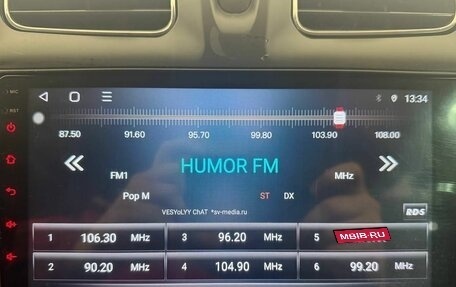 MIC
13:34
RST
87.50 91.60 95.70 99.80 103.90 108.00
HUMOR FM
FM1 MHz
Pop M ST DX
VESYoLYY ChAT *sv-media.ru
RDS
1 106.30 MHz 3 96.20 MHz 5 MBIB.RU
2 90.20 MHz 4 104.90 MHz 6 99.20 MHz